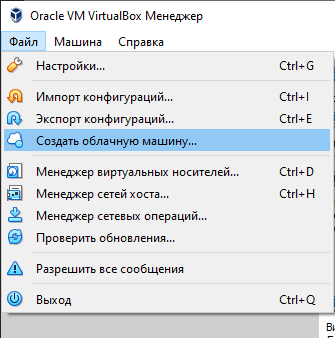 Oracle VM VirtualBox Менеджер
Файл Машина Справка
Настройки... Ctrl+G
Импорт конфигураций... Ctrl+I
Экспорт конфигураций... Ctrl+E
Создать облачную машину...
Менеджер виртуальных носителей... Ctrl+D
Менеджер сетей хоста... Ctrl+H
Менеджер сетевых операций...
Проверить обновления...
Разрешить все сообщения
Выход Ctrl+Q